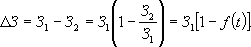 ΔЗ = З₁ − З₂ = З₁(1 − З₂/З₁) = З₁[1 − f(t)]